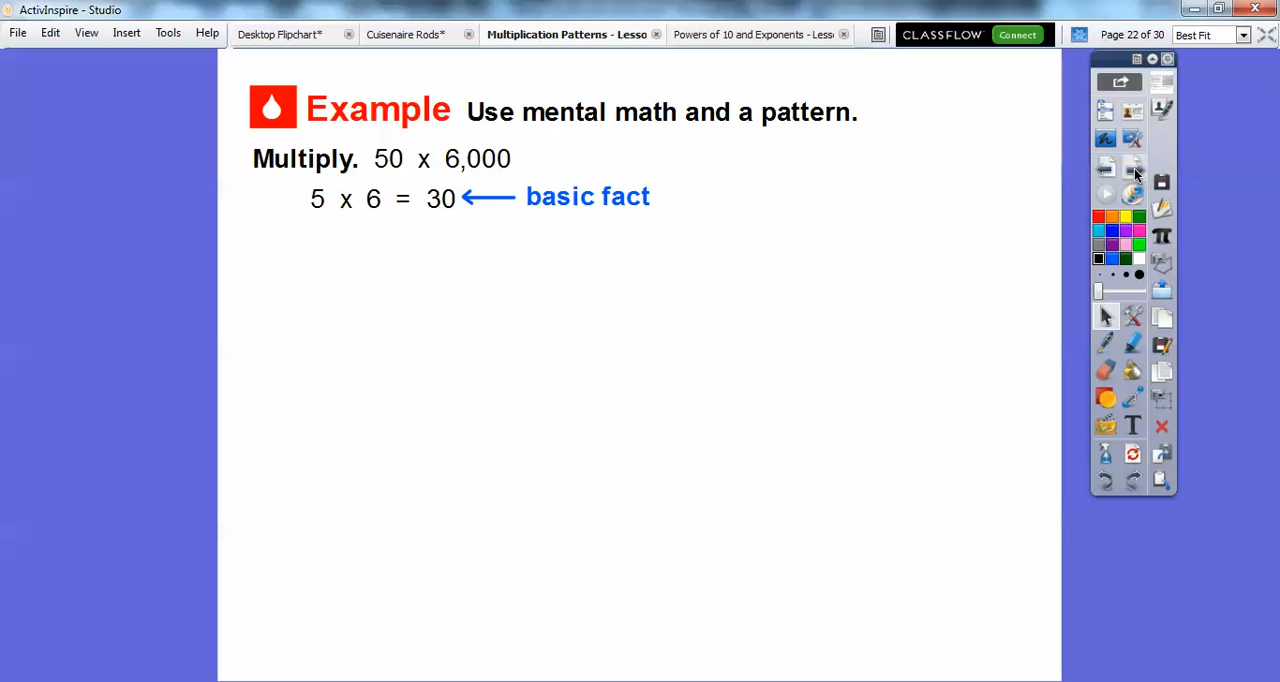 ActivInspire - Studio
File Edit View Insert Tools Help
Desktop Flipchart* Cuisenaire Rods* Multiplication Patterns - Lesso Powers of 10 and Exponents - Less
CLASSFLOW Connect
Page 22 of 30 Best Fit
Example Use mental math and a pattern.
Multiply. 50 x 6,000
5 x 6 = 30 basic fact